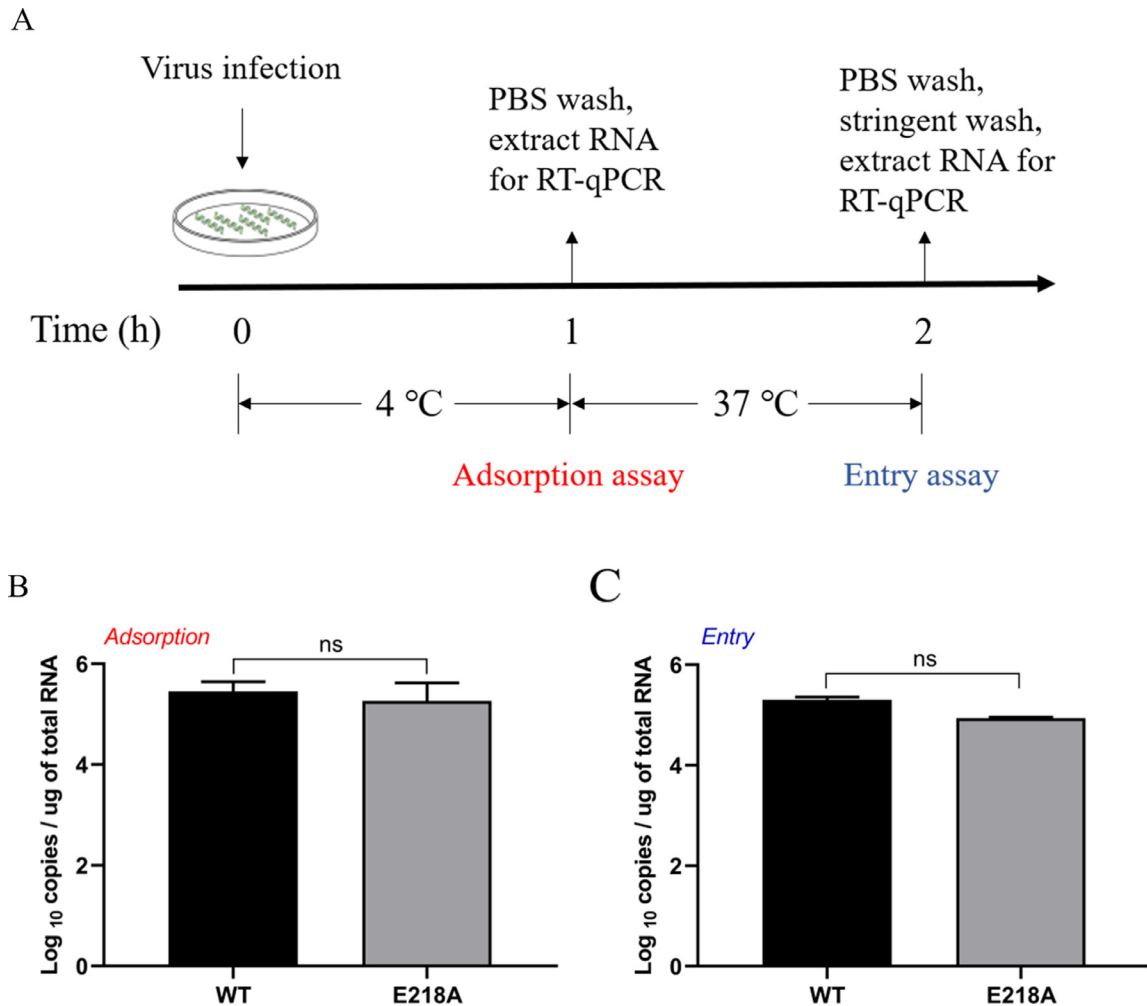 A
Virus infection
PBS wash,
extract RNA
for RT-qPCR
PBS wash,
stringent wash,
extract RNA for
RT-qPCR
Time (h)
0
1
2
4 ℃
37 ℃
Adsorption assay
Entry assay
B
Adsorption
ns
Log 10 copies / ug of total RNA
6
4
2
0
WT
E218A
C
Entry
ns
Log 10 copies / ug of total RNA
6
4
2
0
WT
E218A